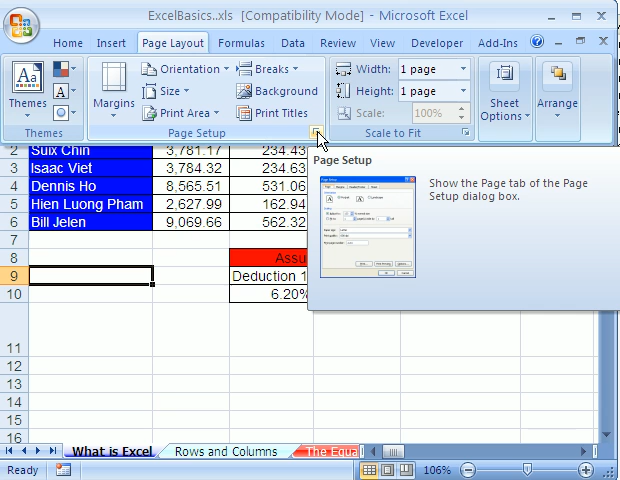 ExcelBasics..xls [Compatibility Mode] - Microsoft Excel
Home Insert Page Layout Formulas Data Review View Developer Add-Ins
Orientation Breaks Width: 1 page
Size Background Height: 1 page
Themes Margins Print Area Print Titles Scale: 100% Sheet Options Arrange
Themes Page Setup Scale to Fit
2 Suix Chin 3,781.17 234.43
3 Isaac Viet 3,784.32 234.63
4 Dennis Ho 8,565.51 531.06
5 Hien Luong Pham 2,627.99 162.94
6 Bill Jelen 9,069.66 562.32
7
8 Assu
9 Deduction 1
10 6.20%
11
12
13
14
15
16
Page Setup
Show the Page tab of the Page
Setup dialog box.
What is Excel Rows and Columns The Equa
Ready 106%